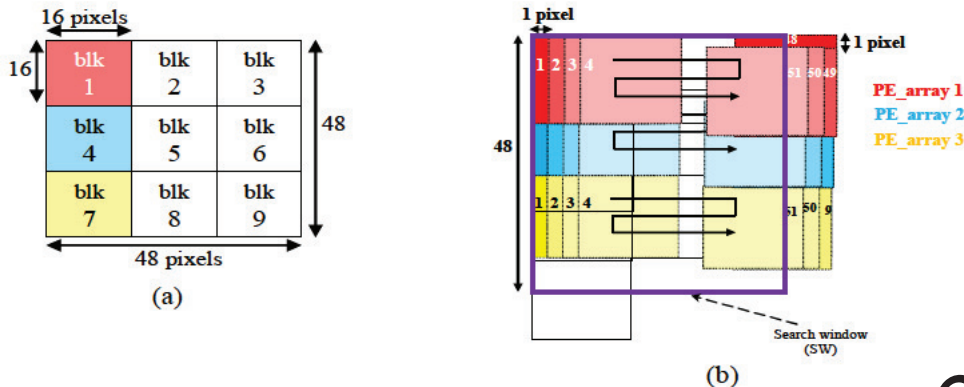 16 pixels
16
blk
1
blk
2
blk
3
blk
4
blk
5
blk
6
blk
7
blk
8
blk
9
48
48 pixels
(a)
1 pixel
48
1 pixel
1 2 3 4
51 50 49
PE_array 1
PE_array 2
PE_array 3
48
1 2 3 4
51 50 9
Search window
(SW)
(b)